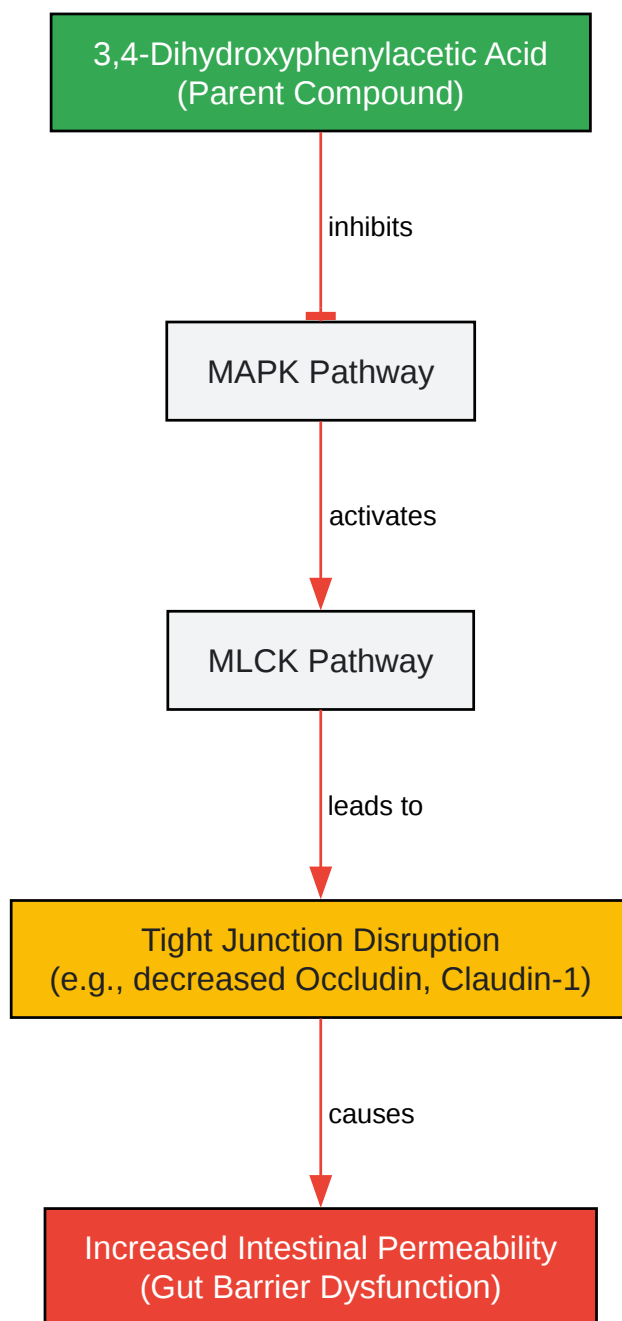 3,4-Dihydroxyphenylacetic Acid
(Parent Compound)
inhibits
MAPK Pathway
activates
MLCK Pathway
leads to
Tight Junction Disruption
(e.g., decreased Occludin, Claudin-1)
causes
Increased Intestinal Permeability
(Gut Barrier Dysfunction)